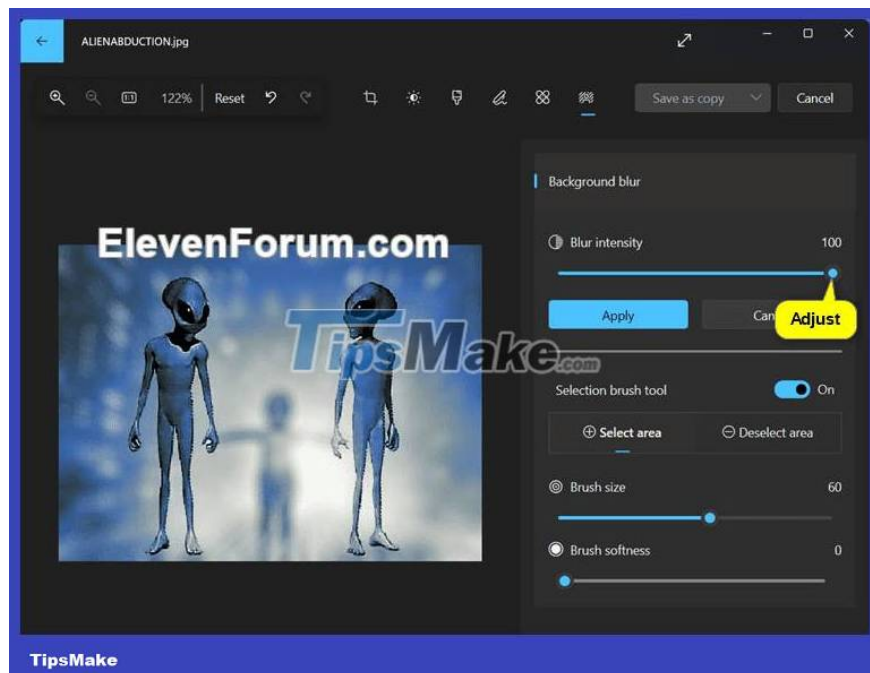 ALIENABDUCTION.jpg
122% Reset Save as copy Cancel
Background blur
ElevenForum.com
Blur intensity 100
Apply Can Adjust
TipsMake.com
Selection brush tool On
Select area Deselect area
Brush size 60
Brush softness 0
TipsMake